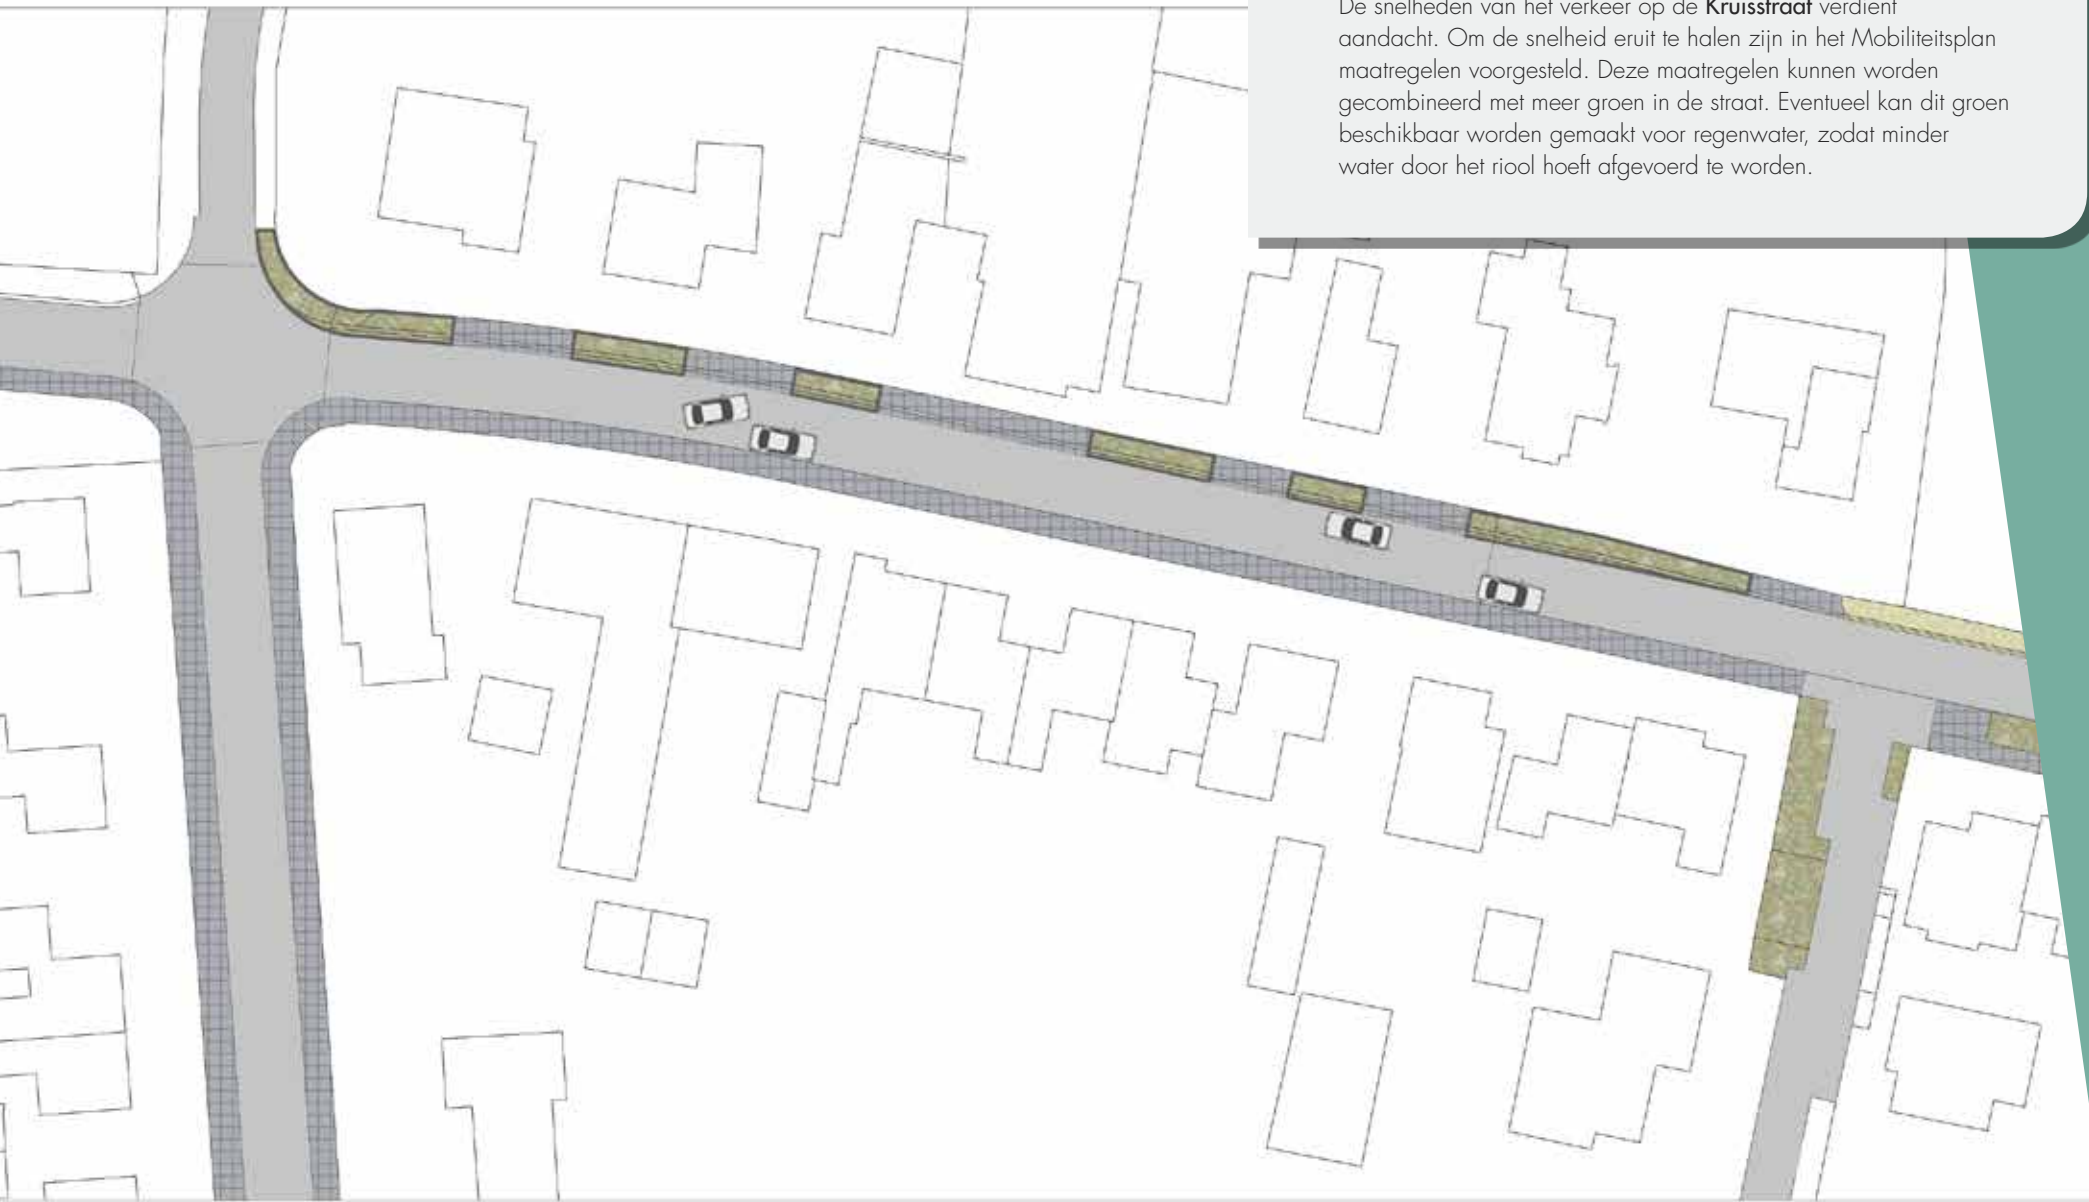 De snelheden van het verkeer op de Kruisstraat verdient
aandacht. Om de snelheid eruit te halen zijn in het Mobiliteitsplan
maatregelen voorgesteld. Deze maatregelen kunnen worden
gecombineerd met meer groen in de straat. Eventueel kan dit groen
beschikbaar worden gemaakt voor regenwater, zodat minder
water door het riool hoeft afgevoerd te worden.